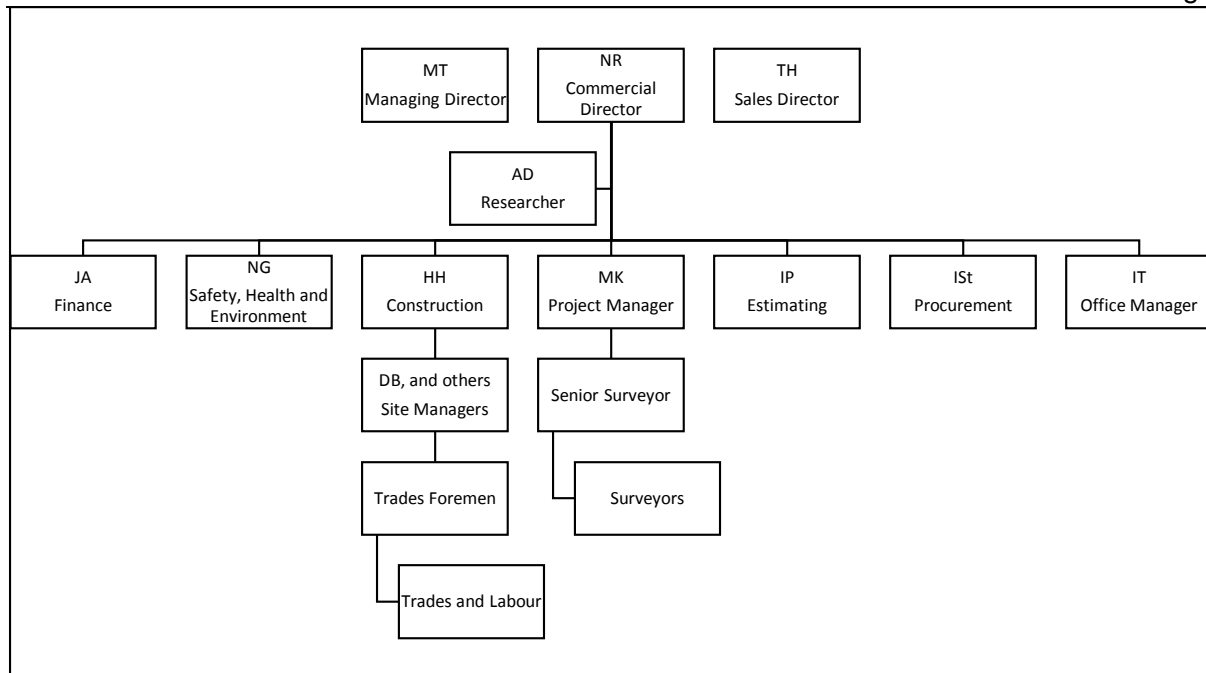 MT
Managing Director
NR
Commercial
Director
TH
Sales Director
AD
Researcher
JA
Finance
NG
Safety, Health and
Environment
HH
Construction
MK
Project Manager
IP
Estimating
ISt
Procurement
IT
Office Manager
DB, and others
Site Managers
Senior Surveyor
Trades Foremen
Surveyors
Trades and Labour